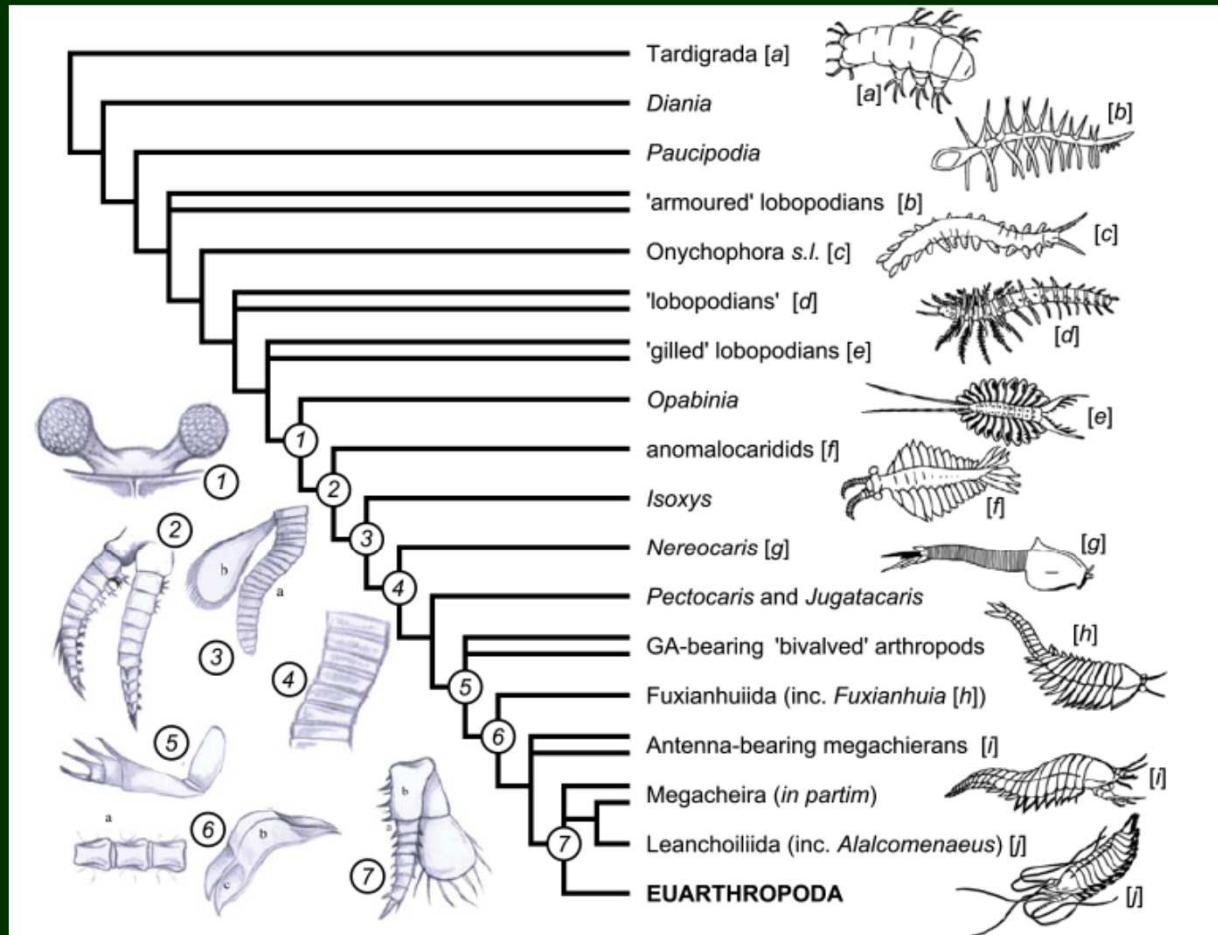 Tardigrada [a]
[a]
Diania
[b]
Paucipodia
'armoured' lobopodians [b]
[c]
Onychophora s.l. [c]
'lobopodians' [d]
[d]
'gilled' lobopodians [e]
Opabinia
[e]
1
anomalocaridids [f]
1
2
[f]
Isoxys
2
3
Nereocaris [g]
[g]
b
a
4
Pectocaris and Jugatacaris
3
GA-bearing 'bivalved' arthropods
[h]
4
5
Fuxianhuiida (inc. Fuxianhuia [h])
5
6
Antenna-bearing megachierans [i]
[i]
Megacheira (in partim)
a
b
6
b
a
7
Leanchoiliida (inc. Alalcomenaeus) [j]
7
c
EUARTHROPODA
[j]